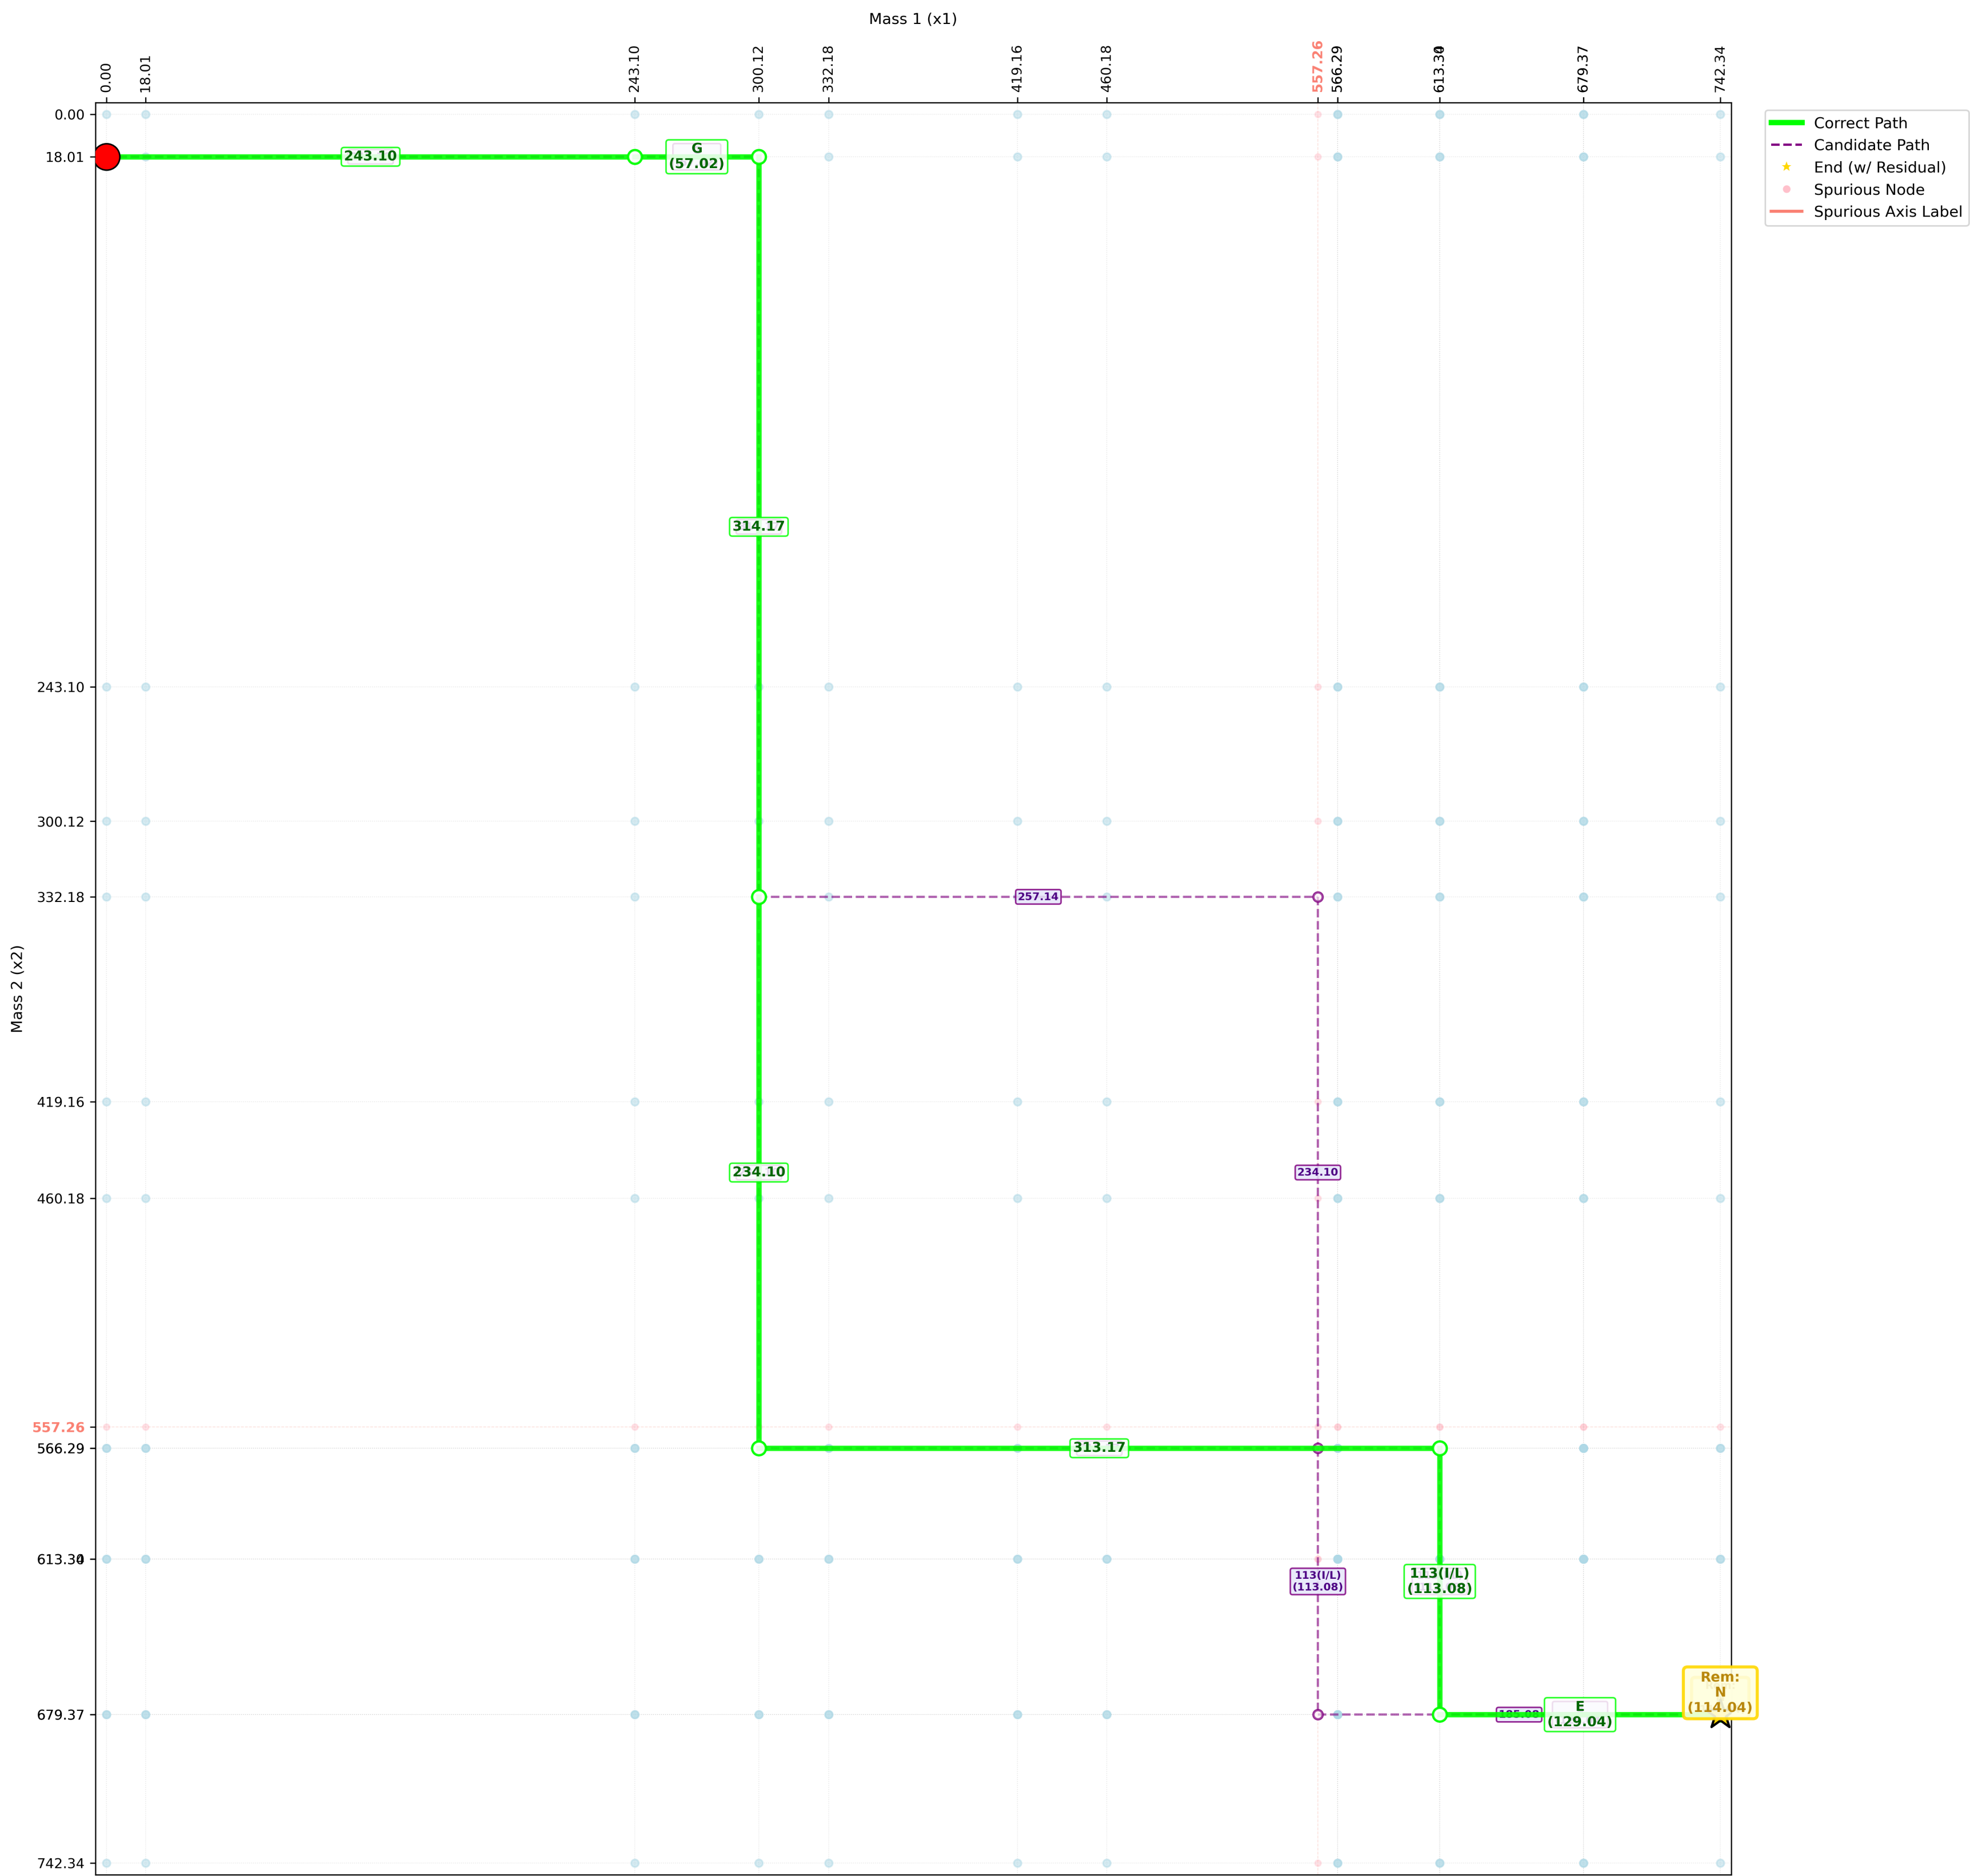 Mass 1 (x1)
0.00
18.01
243.10
300.12
332.18
419.16
460.18
557.26
566.29
679.37
742.34
Correct Path
Candidate Path
End (w/ Residual)
Spurious Node
Spurious Axis Label
0.00
18.01
243.10
G
(57.02)
314.17
243.10
300.12
332.18
257.14
Mass 2 (x2)
419.16
234.10
234.10
460.18
557.26
566.29
313.17
113(I/L)
(113.08)
113(I/L)
(113.08)
Rem:
N
(114.04)
679.37
E
(129.04)
742.34